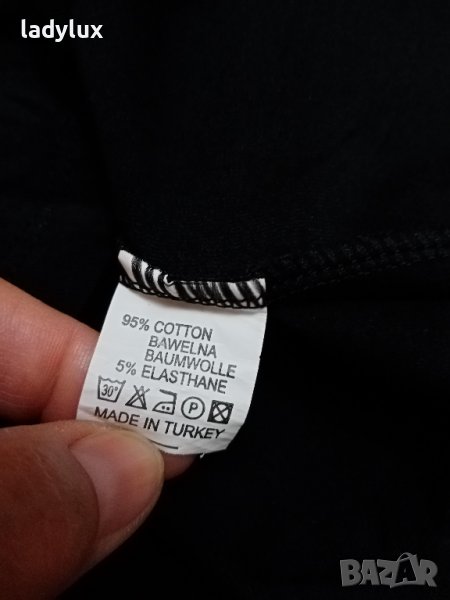 ladylux
95% COTTON
BAWELNA
BAUMWOLLE
5% ELASTHANE
30°
P
MADE IN TURKEY
BAZAR